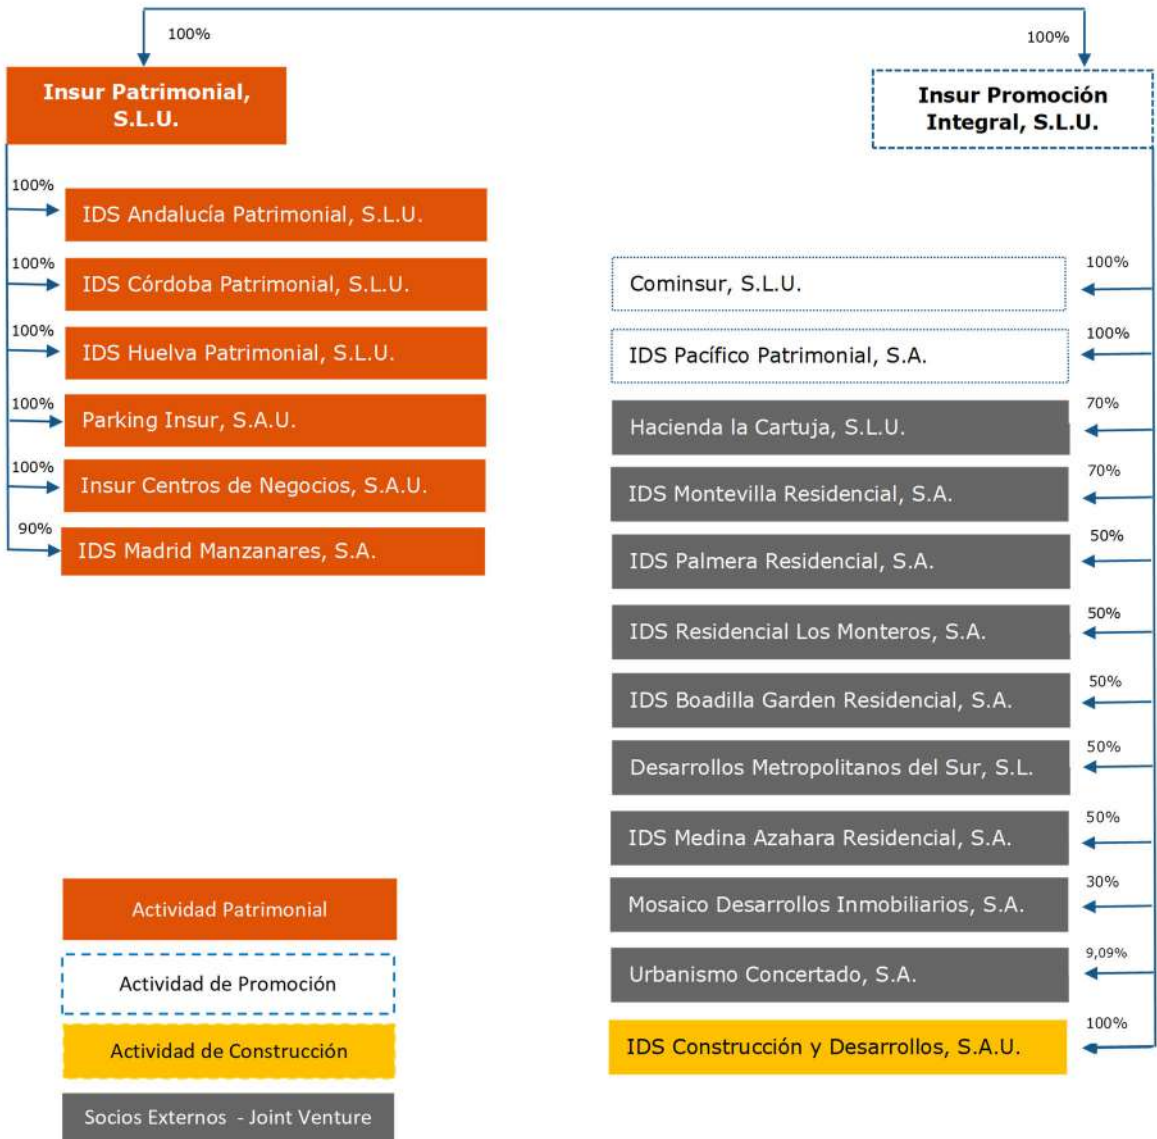 100%
100%
Insur Patrimonial,
S.L.U.
Insur Promoción
Integral, S.L.U.
100%
IDS Andalucía Patrimonial, S.L.U.
100%
IDS Córdoba Patrimonial, S.L.U.
100%
IDS Huelva Patrimonial, S.L.U.
100%
Parking Insur, S.A.U.
100%
Insur Centros de Negocios, S.A.U.
90%
IDS Madrid Manzanares, S.A.
Cominsur, S.L.U.
100%
IDS Pacífico Patrimonial, S.A.
100%
Hacienda la Cartuja, S.L.U.
70%
IDS Montevilla Residencial, S.A.
70%
IDS Palmera Residencial, S.A.
50%
IDS Residencial Los Monteros, S.A.
50%
IDS Boadilla Garden Residencial, S.A.
50%
Desarrollos Metropolitanos del Sur, S.L.
50%
IDS Medina Azahara Residencial, S.A.
50%
Mosaico Desarrollos Inmobiliarios, S.A.
30%
Urbanismo Concertado, S.A.
9,09%
IDS Construcción y Desarrollos, S.A.U.
100%
Actividad Patrimonial
Actividad de Promoción
Actividad de Construcción
Socios Externos - Joint Venture